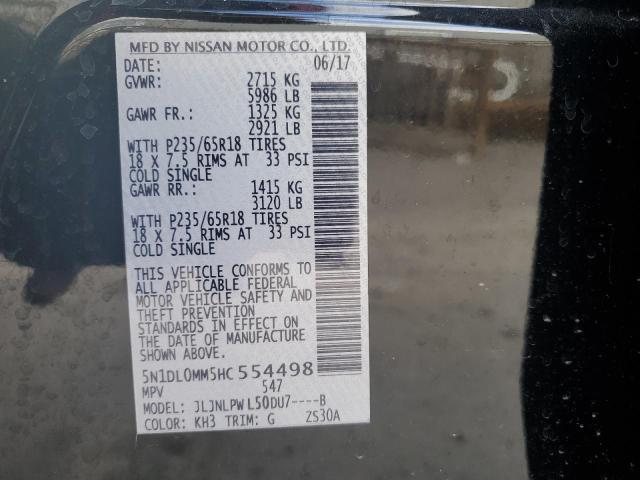 MFD BY NISSAN MOTOR CO., LTD.
DATE: 06/17
GVWR: 2715 KG
5986 LB
GAWR FR.: 1325 KG
2921 LB
WITH P235/65R18 TIRES
18 X 7.5 RIMS AT 33 PSI
COLD SINGLE
GAWR RR.: 1415 KG
3120 LB
WITH P235/65R18 TIRES
18 X 7.5 RIMS AT 33 PSI
COLD SINGLE
THIS VEHICLE CONFORMS TO
ALL APPLICABLE FEDERAL
MOTOR VEHICLE SAFETY AND
THEFT PREVENTION
STANDARDS IN EFFECT ON
THE DATE OF MANUFACTURE
SHOWN ABOVE.
5N1DL0MM5HC 554498
MPV 547
MODEL: JLJNLPW L50DU7----B
COLOR: KH3 TRIM: G ZS30A